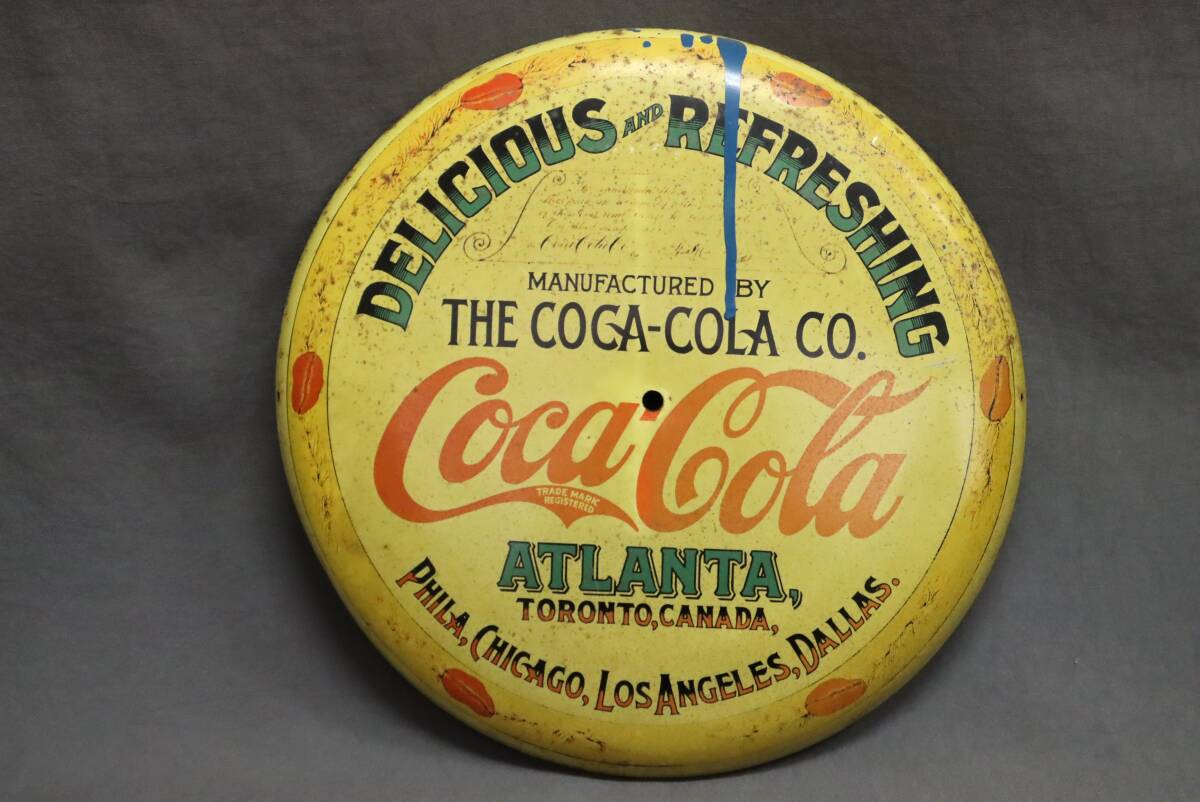 DELICIOUS AND REFRESHING
MANUFACTURED BY
THE COCA-COLA CO.
Coca-Cola
TRADE MARK
REGISTERED
ATLANTA,
TORONTO, CANADA,
PHILA, CHICAGO, LOS ANGELES, DALLAS.